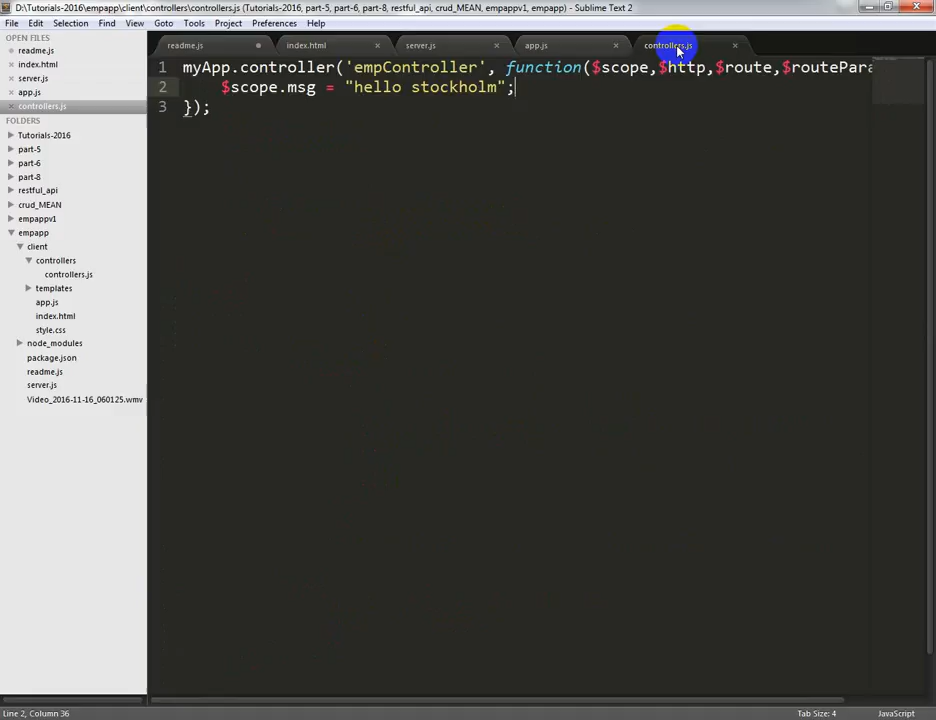 D:\Tutorials-2016\empapp\client\controllers\controllers.js (Tutorials-2016, part-5, part-6, part-8, restful_api, crud_MEAN, empappv1, empapp) - Sublime Text 2
File Edit Selection Find View Goto Tools Project Preferences Help
OPEN FILES
readme.js
index.html
server.js
app.js
controllers.js
FOLDERS
Tutorials-2016
part-5
part-6
part-8
restful_api
crud_MEAN
empappv1
empapp
client
controllers
controllers.js
templates
app.js
index.html
style.css
node_modules
package.json
readme.js
server.js
Video_2016-11-16_060125.wmv
readme.js index.html server.js app.js controllers.js
1 myApp.controller('empController', function($scope,$http,$route,$routePara
2 $scope.msg = "hello stockholm";
3 });
Line 2, Column 36 Tab Size: 4 JavaScript